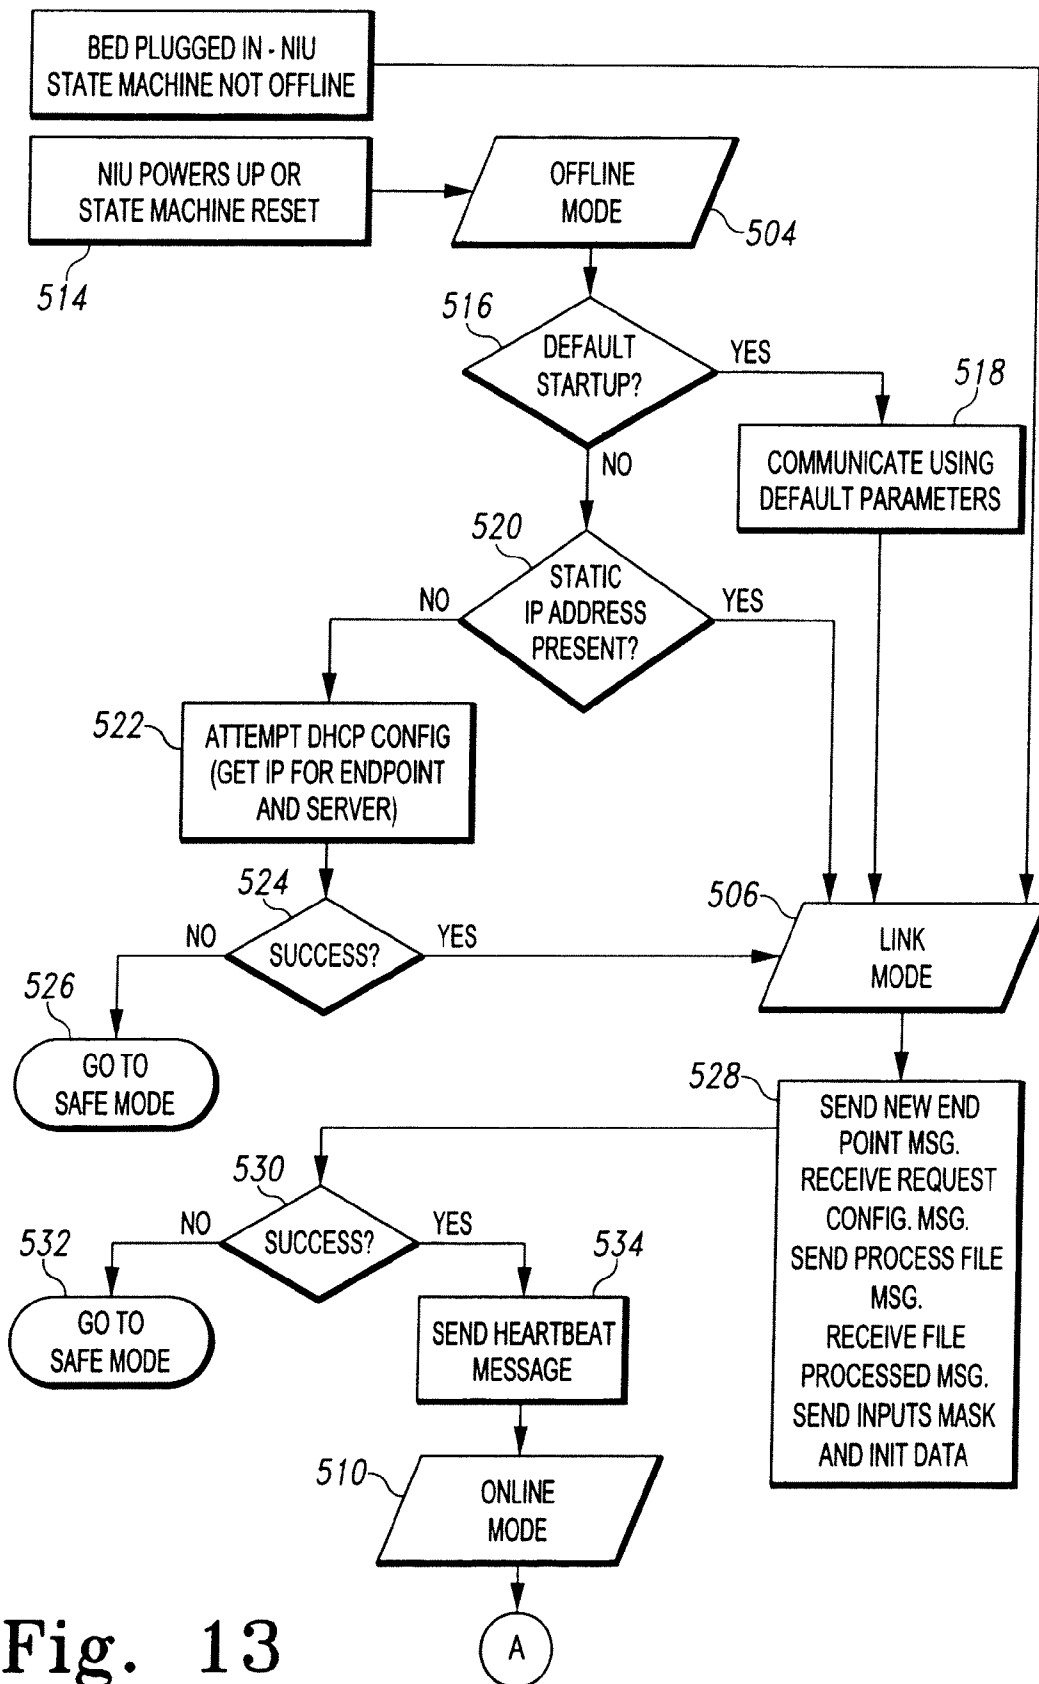 BED PLUGGED IN - NIU
STATE MACHINE NOT OFFLINE
NIU POWERS UP OR
STATE MACHINE RESET
514
OFFLINE
MODE
504
516
DEFAULT
STARTUP?
YES
NO
518
COMMUNICATE USING
DEFAULT PARAMETERS
520
STATIC
IP ADDRESS
PRESENT?
NO
YES
522
ATTEMPT DHCP CONFIG
(GET IP FOR ENDPOINT
AND SERVER)
524
SUCCESS?
NO
YES
506
LINK
MODE
526
GO TO
SAFE MODE
528
SEND NEW END
POINT MSG.
RECEIVE REQUEST
CONFIG. MSG.
SEND PROCESS FILE
MSG.
RECEIVE FILE
PROCESSED MSG.
SEND INPUTS MASK
AND INIT DATA
530
SUCCESS?
NO
YES
532
GO TO
SAFE MODE
534
SEND HEARTBEAT
MESSAGE
510
ONLINE
MODE
A
Fig. 13